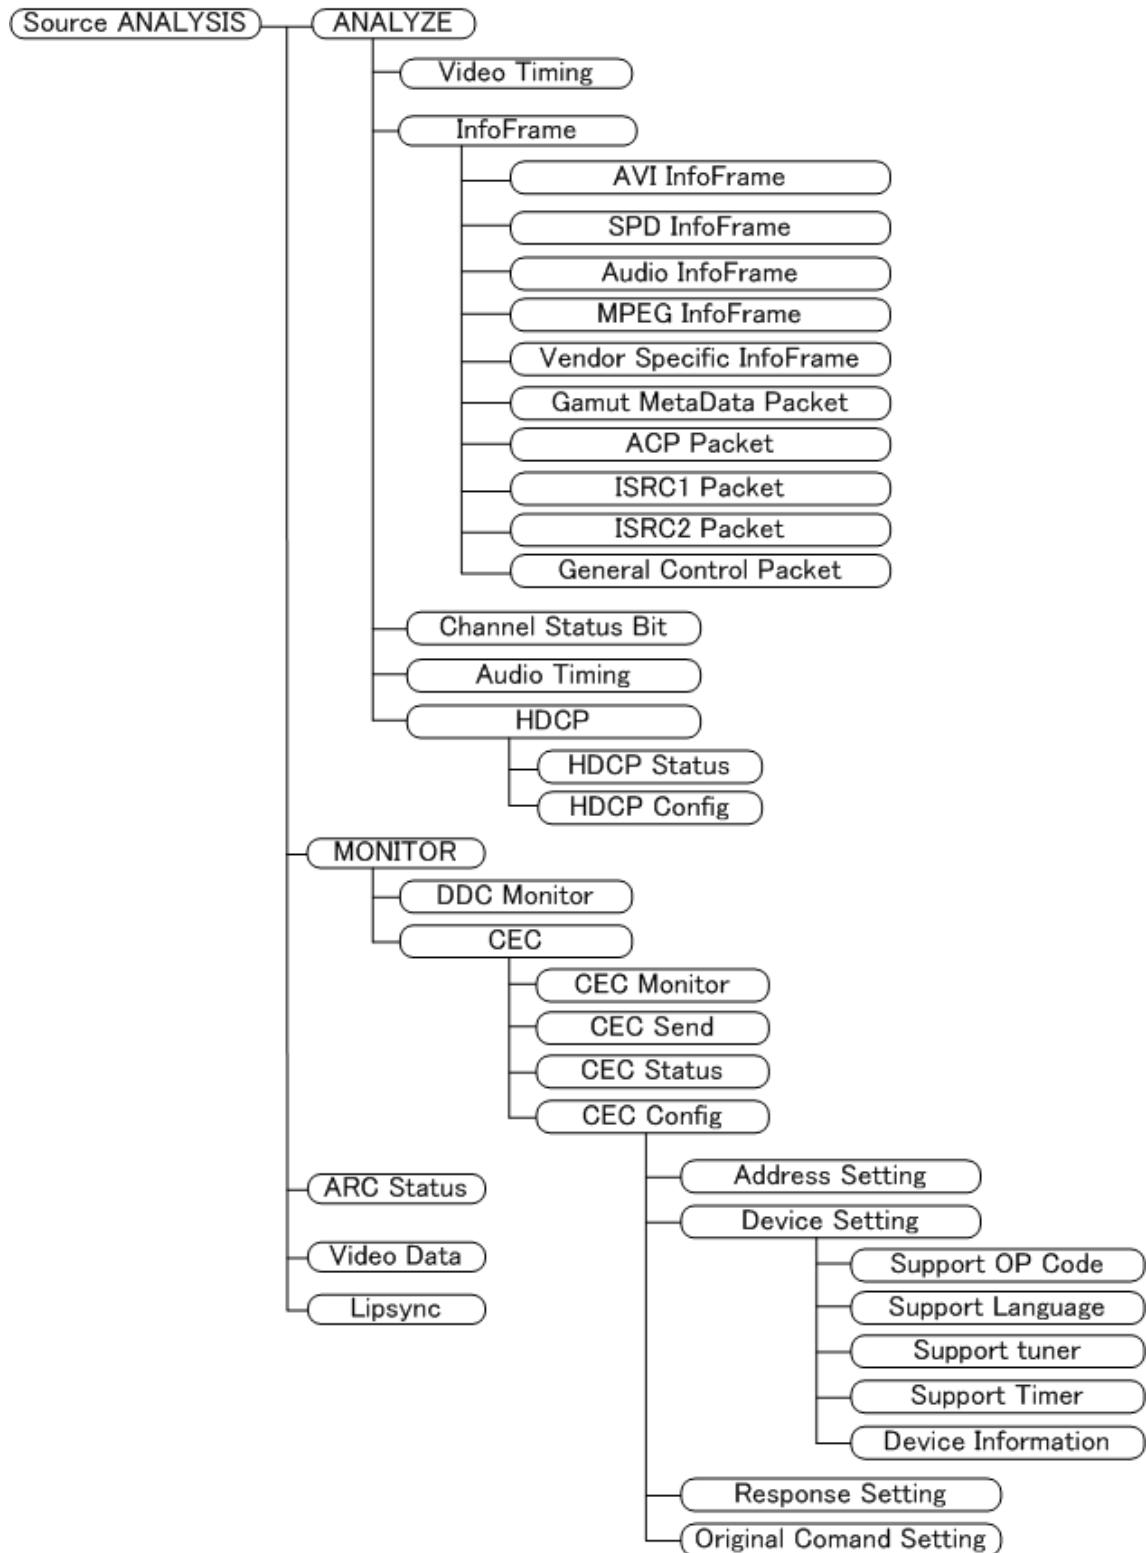 Source ANALYSIS
ANALYZE
Video Timing
InfoFrame
AVI InfoFrame
SPD InfoFrame
Audio InfoFrame
MPEG InfoFrame
Vendor Specific InfoFrame
Gamut MetaData Packet
ACP Packet
ISRC1 Packet
ISRC2 Packet
General Control Packet
Channel Status Bit
Audio Timing
HDCP
HDCP Status
HDCP Config
MONITOR
DDC Monitor
CEC
CEC Monitor
CEC Send
CEC Status
CEC Config
Address Setting
Device Setting
Support OP Code
Support Language
Support tuner
Support Timer
Device Information
Response Setting
Original Comand Setting
ARC Status
Video Data
Lipsync